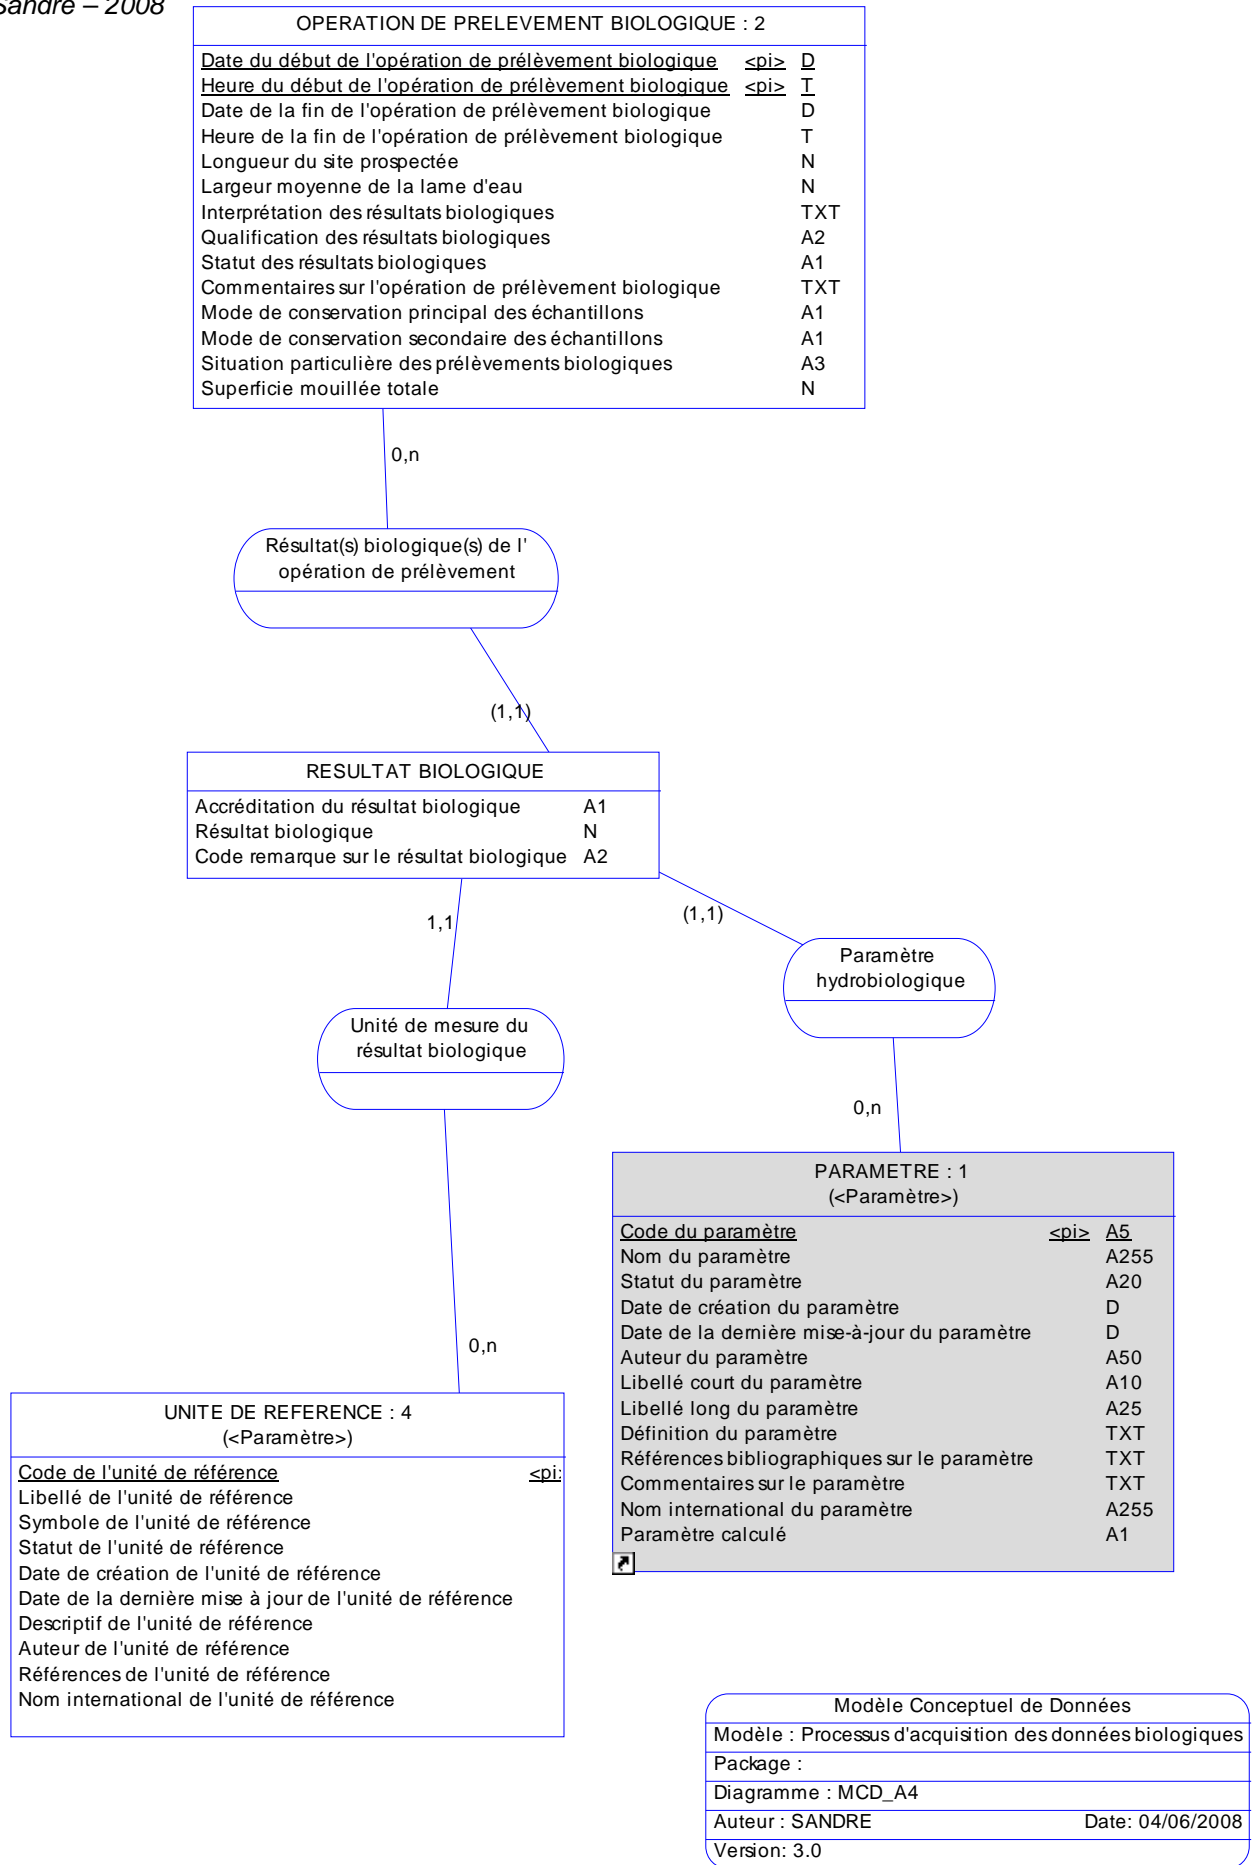 Sandre – 2008
OPERATION DE PRELEVEMENT BIOLOGIQUE : 2
Date du début de l'opération de prélèvement biologique <pi> D
Heure du début de l'opération de prélèvement biologique <pi> T
Date de la fin de l'opération de prélèvement biologique D
Heure de la fin de l'opération de prélèvement biologique T
Longueur du site prospectée N
Largeur moyenne de la lame d'eau N
Interprétation des résultats biologiques TXT
Qualification des résultats biologiques A2
Statut des résultats biologiques A1
Commentaires sur l'opération de prélèvement biologique TXT
Mode de conservation principal des échantillons A1
Mode de conservation secondaire des échantillons A1
Situation particulière des prélèvements biologiques A3
Superficie mouillée totale N
0,n
Résultat(s) biologique(s) de l'
opération de prélèvement
(1,1)
RESULTAT BIOLOGIQUE
Accréditation du résultat biologique A1
Résultat biologique N
Code remarque sur le résultat biologique A2
1,1
(1,1)
Paramètre
hydrobiologique
Unité de mesure du
résultat biologique
0,n
PARAMETRE : 1
(<Paramètre>)
Code du paramètre <pi> A5
Nom du paramètre A255
Statut du paramètre A20
Date de création du paramètre D
Date de la dernière mise-à-jour du paramètre D
Auteur du paramètre A50
Libellé court du paramètre A10
Libellé long du paramètre A25
Définition du paramètre TXT
Références bibliographiques sur le paramètre TXT
Commentaires sur le paramètre TXT
Nom international du paramètre A255
Paramètre calculé A1
0,n
UNITE DE REFERENCE : 4
(<Paramètre>)
Code de l'unité de référence <pi
Libellé de l'unité de référence
Symbole de l'unité de référence
Statut de l'unité de référence
Date de création de l'unité de référence
Date de la dernière mise à jour de l'unité de référence
Descriptif de l'unité de référence
Auteur de l'unité de référence
Références de l'unité de référence
Nom international de l'unité de référence
Modèle Conceptuel de Données
Modèle : Processus d'acquisition des données biologiques
Package :
Diagramme : MCD_A4
Auteur : SANDRE Date: 04/06/2008
Version: 3.0